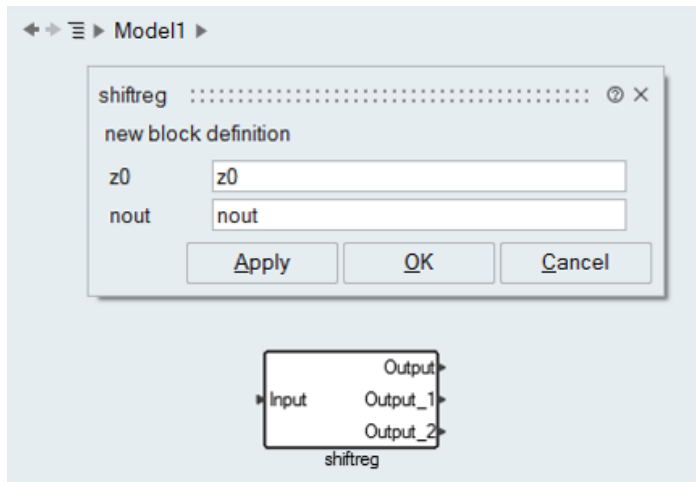 Model1
shiftreg
new block definition
z0 z0
nout nout
Apply OK Cancel
Output
Input Output_1
Output_2
shiftreg